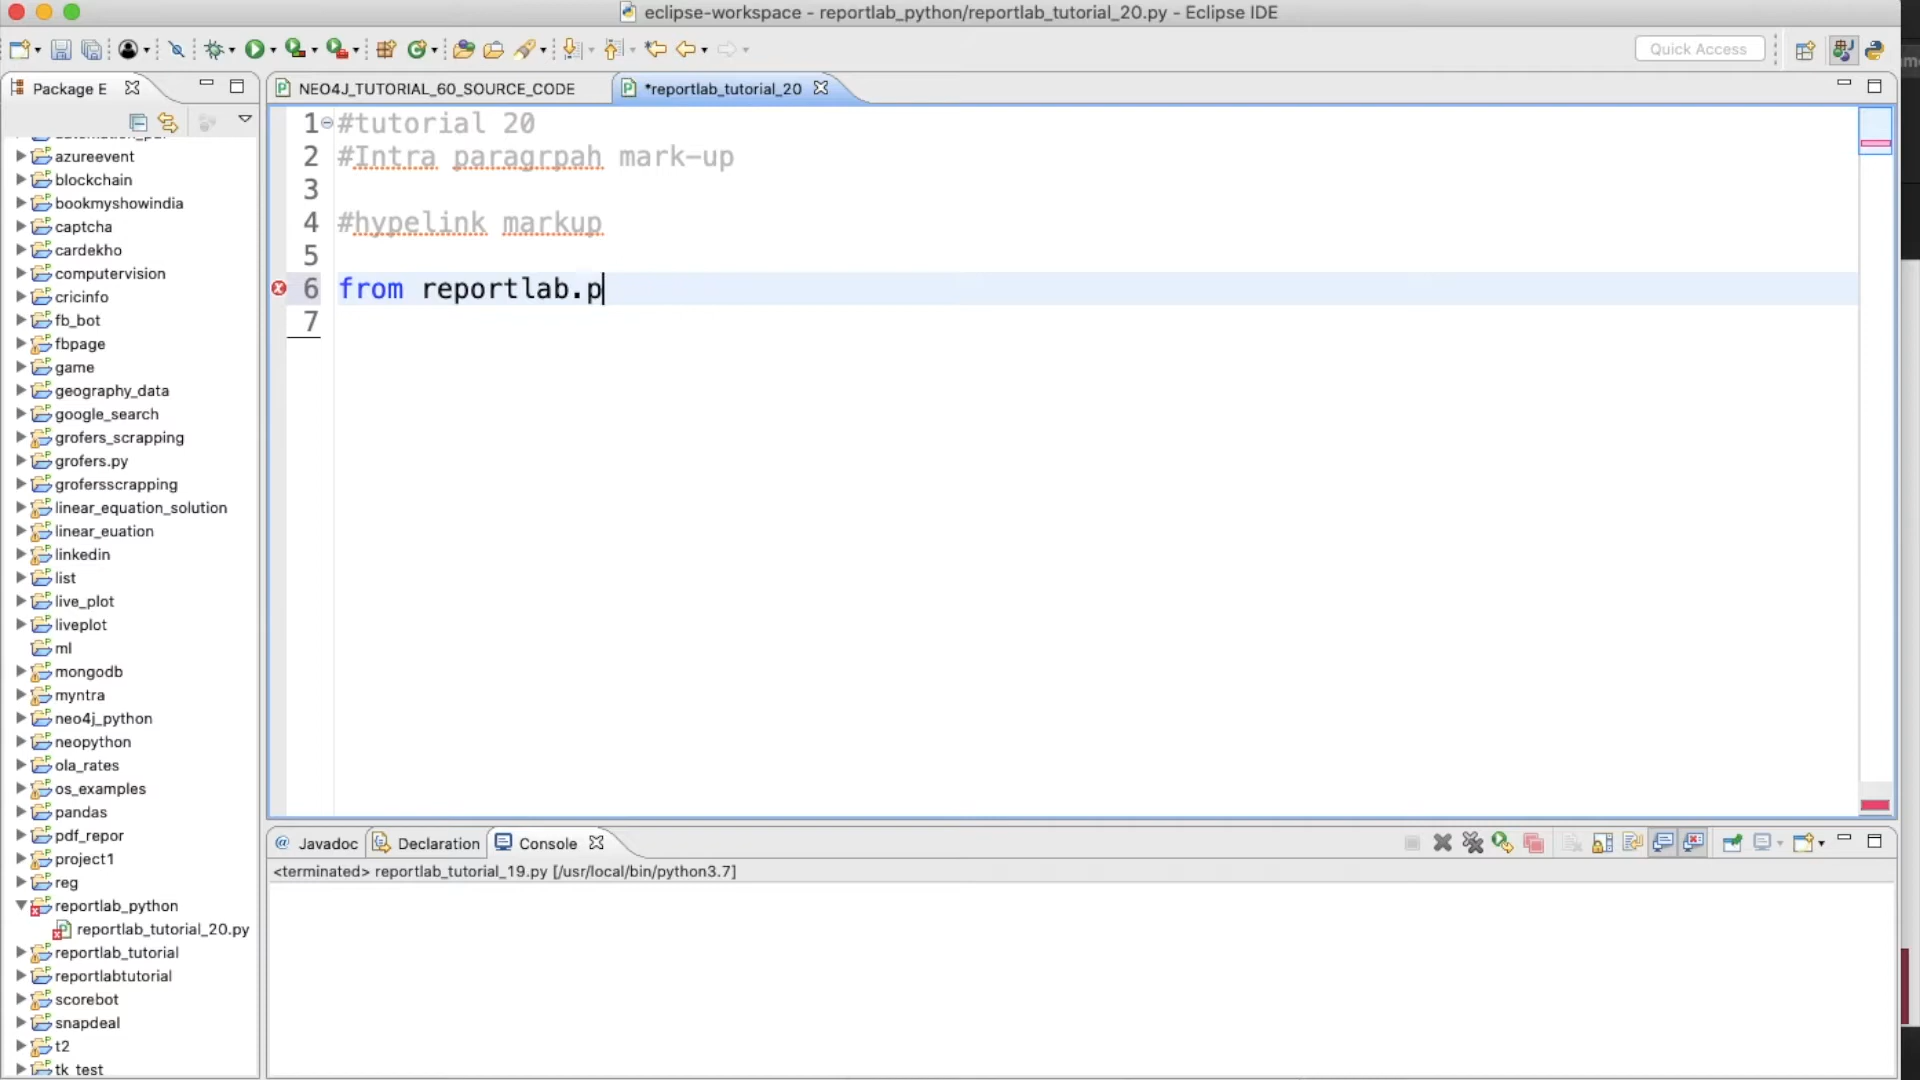 eclipse-workspace - reportlab_python/reportlab_tutorial_20.py - Eclipse IDE
Quick Access
Package E
NEO4J_TUTORIAL_60_SOURCE_CODE
*reportlab_tutorial_20
azureevent
blockchain
bookmyshowindia
captcha
cardekho
computervision
cricinfo
fb_bot
fbpage
game
geography_data
google_search
grofers_scrapping
grofers.py
grofersscrapping
linear_equation_solution
linear_euation
linkedin
list
live_plot
liveplot
ml
mongodb
myntra
neo4j_python
neopython
ola_rates
os_examples
pandas
pdf_repor
project1
reg
reportlab_python
reportlab_tutorial_20.py
reportlab_tutorial
reportlabtutorial
scorebot
snapdeal
t2
tk_test
1 #tutorial 20
2 #Intra paragrpah mark-up
3
4 #hypelink markup
5
6 from reportlab.p
7
@ Javadoc Declaration Console
<terminated> reportlab_tutorial_19.py [/usr/local/bin/python3.7]